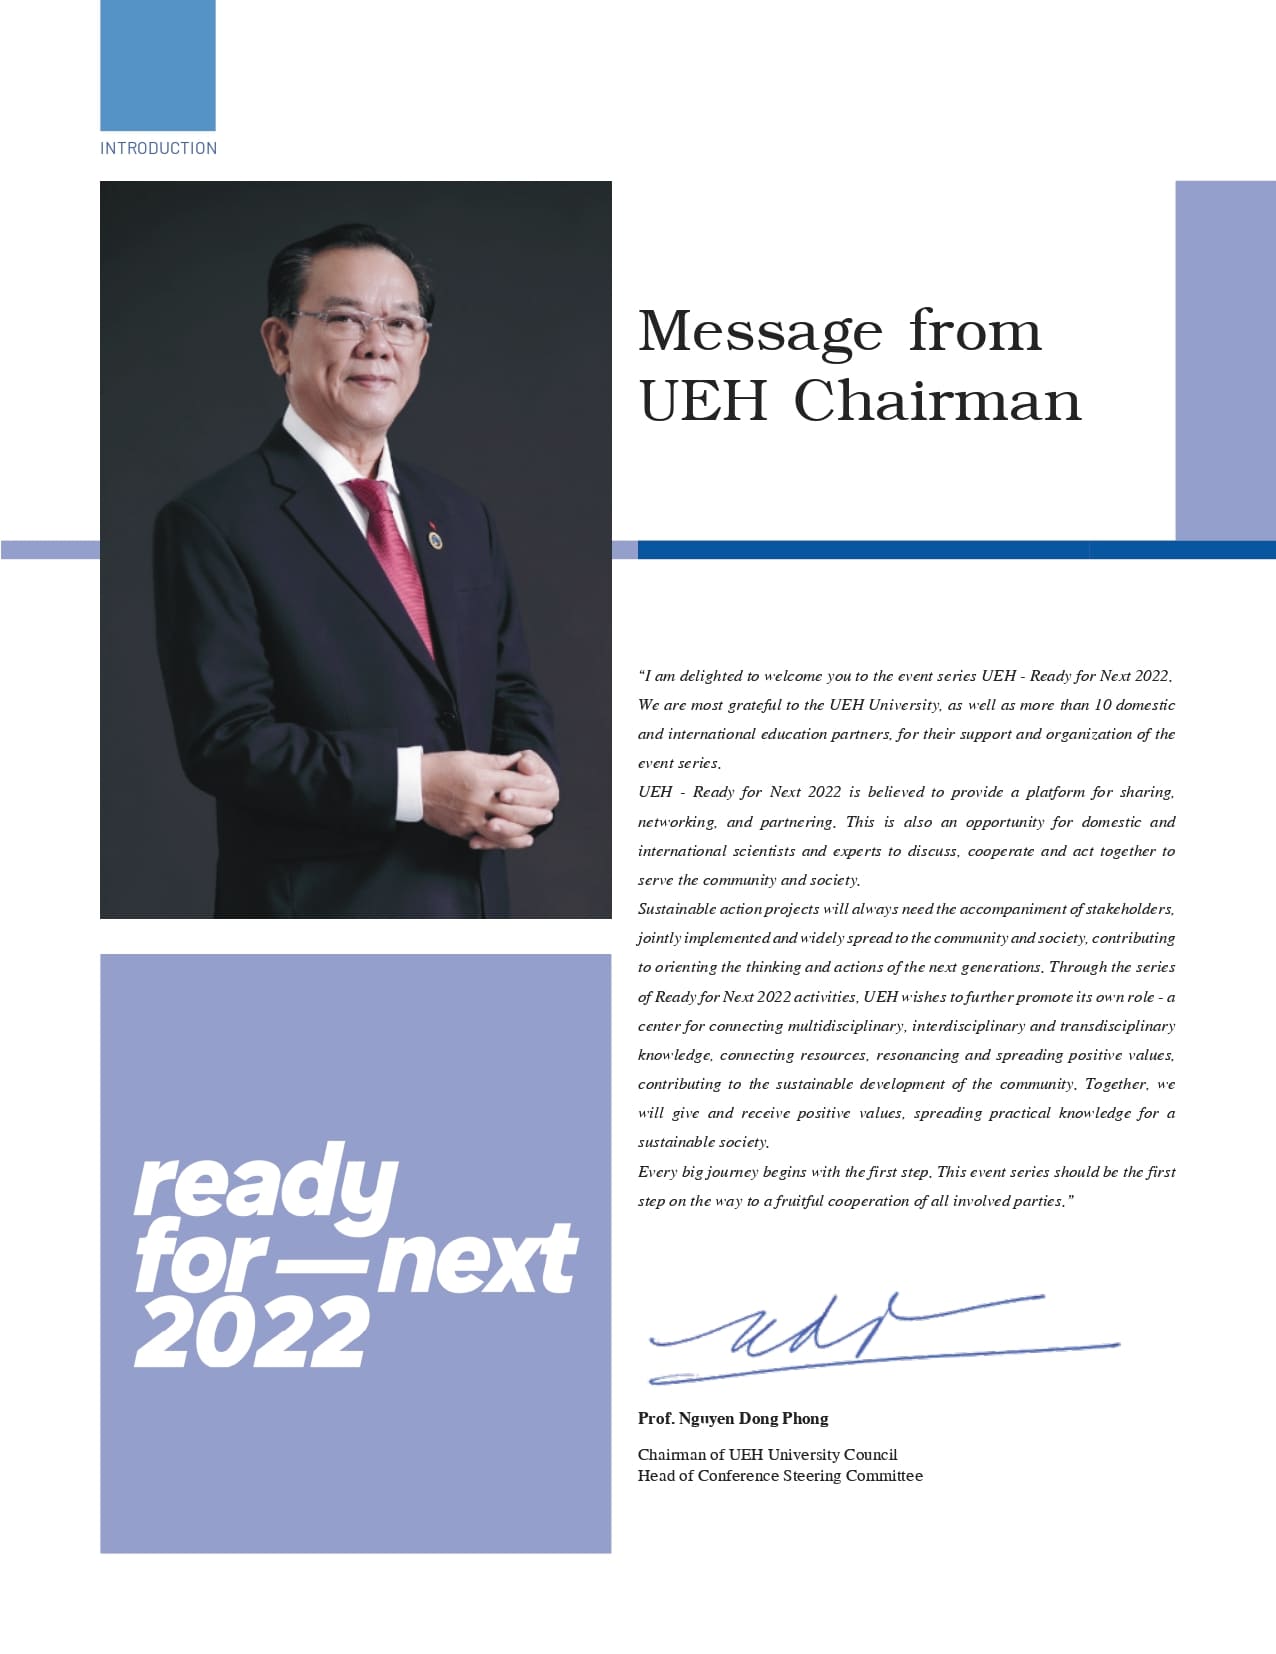 INTRODUCTION
Message from
UEH Chairman
“I am delighted to welcome you to the event series UEH - Ready for Next 2022.
We are most grateful to the UEH University, as well as more than 10 domestic
and international education partners, for their support and organization of the
event series.
UEH - Ready for Next 2022 is believed to provide a platform for sharing,
networking, and partnering. This is also an opportunity for domestic and
international scientists and experts to discuss, cooperate and act together to
serve the community and society.
Sustainable action projects will always need the accompaniment of stakeholders,
jointly implemented and widely spread to the community and society, contributing
to orienting the thinking and actions of the next generations. Through the series
of Ready for Next 2022 activities, UEH wishes to further promote its own role - a
center for connecting multidisciplinary, interdisciplinary and transdisciplinary
knowledge, connecting resources, resonancing and spreading positive values,
contributing to the sustainable development of the community. Together, we
will give and receive positive values, spreading practical knowledge for a
sustainable society.
Every big journey begins with the first step. This event series should be the first
step on the way to a fruitful cooperation of all involved parties.”
Prof. Nguyen Dong Phong
Chairman of UEH University Council
Head of Conference Steering Committee
ready
for — next
2022